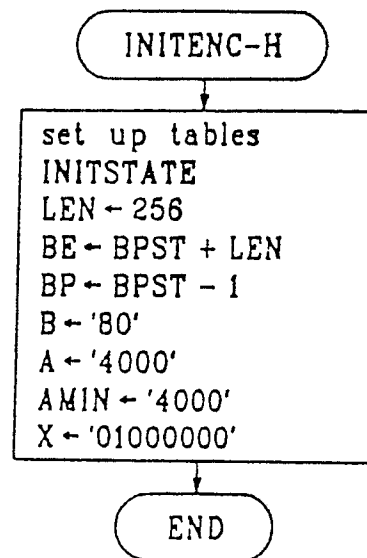 INITENC-H
set up tables
INITSTATE
LEN ← 256
BE ← BPST + LEN
BP ← BPST - 1
B ← '80'
A ← '4000'
AMIN ← '4000'
X ← '01000000'
END